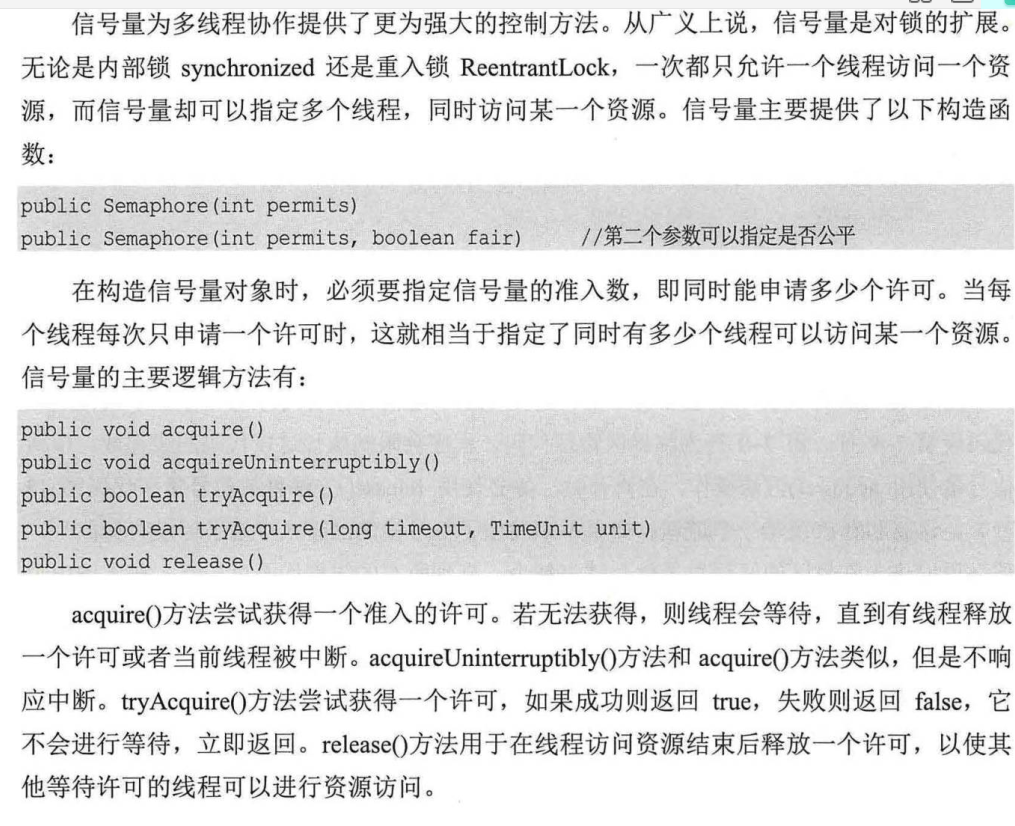 信号量为多线程协作提供了更为强大的控制方法。从广义上说，信号量是对锁的扩展。
无论是内部锁 synchronized 还是重入锁 ReentrantLock，一次都只允许一个线程访问一个资
源，而信号量却可以指定多个线程，同时访问某一个资源。信号量主要提供了以下构造函
数：
public Semaphore(int permits)
public Semaphore(int permits, boolean fair) //第二个参数可以指定是否公平
在构造信号量对象时，必须要指定信号量的准入数，即同时能申请多少个许可。当每
个线程每次只申请一个许可时，这就相当于指定了同时有多少个线程可以访问某一个资源。
信号量的主要逻辑方法有：
public void acquire()
public void acquireUninterruptibly()
public boolean tryAcquire()
public boolean tryAcquire(long timeout, TimeUnit unit)
public void release()
acquire()方法尝试获得一个准入的许可。若无法获得，则线程会等待，直到有线程释放
一个许可或者当前线程被中断。acquireUninterruptibly()方法和 acquire()方法类似，但是不响
应中断。tryAcquire()方法尝试获得一个许可，如果成功则返回 true，失败则返回 false，它
不会进行等待，立即返回。release()方法用于在线程访问资源结束后释放一个许可，以使其
他等待许可的线程可以进行资源访问。